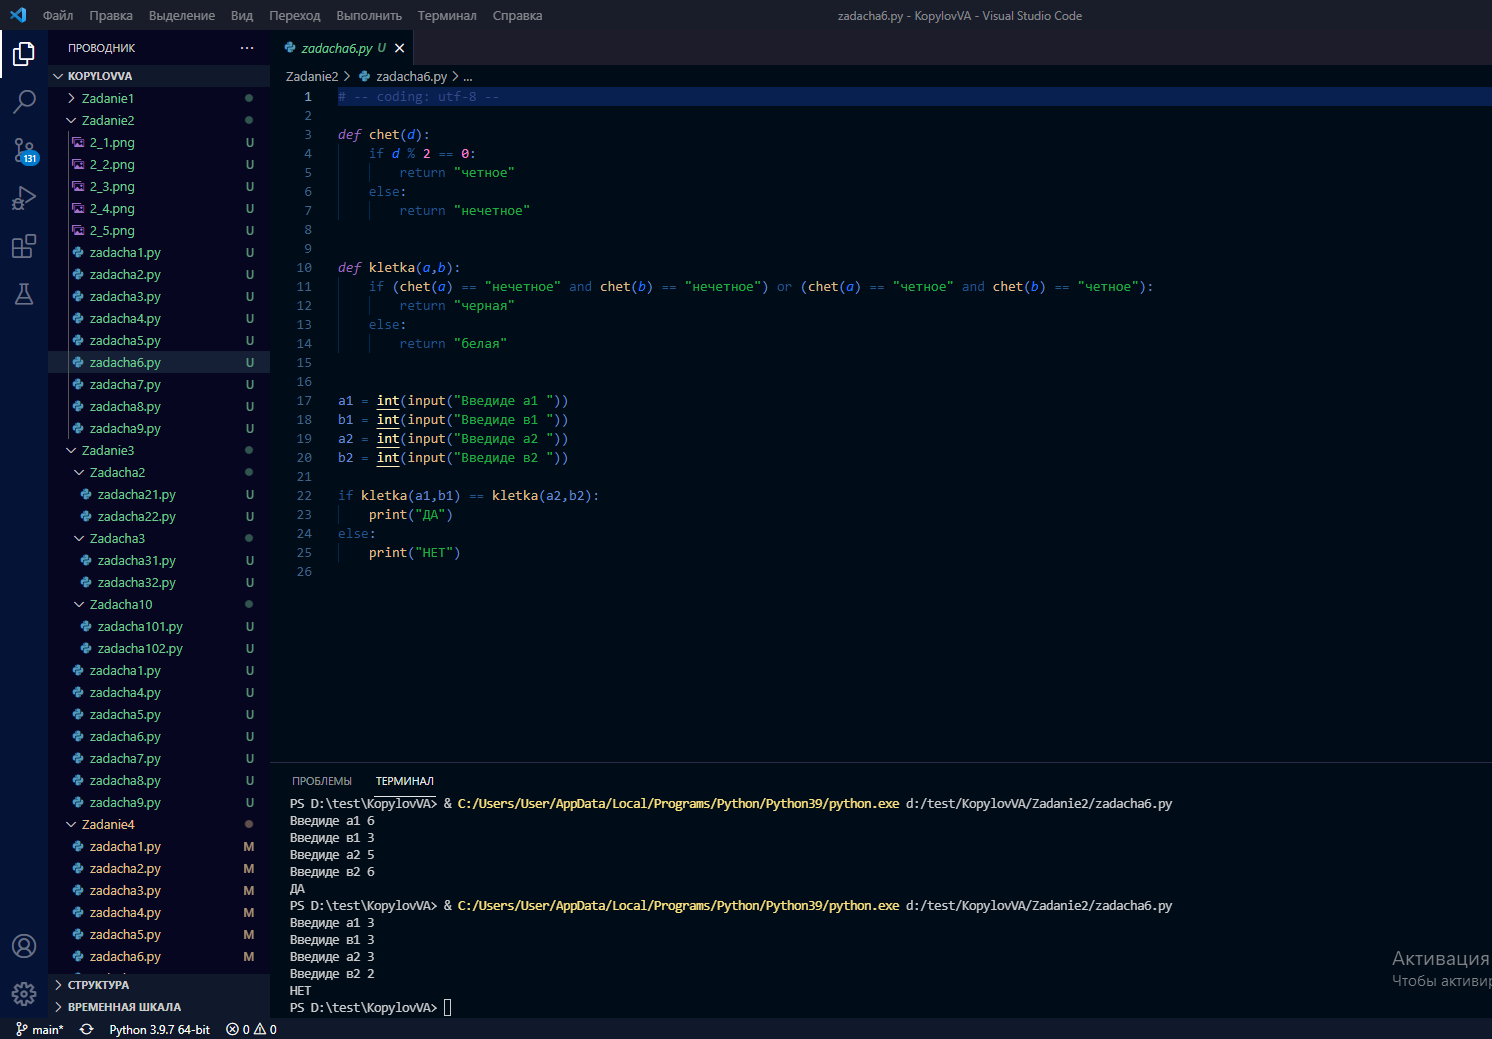 Файл Правка Выделение Вид Переход Выполнить Терминал Справка
zadacha6.py - KopylovVA - Visual Studio Code
ПРОВОДНИК ···
KOPYLOVVA
Zadanie1
Zadanie2
2_1.png U
2_2.png U
2_3.png U
2_4.png U
2_5.png U
zadacha1.py U
zadacha2.py U
zadacha3.py U
zadacha4.py U
zadacha5.py U
zadacha6.py U
zadacha7.py U
zadacha8.py U
zadacha9.py U
Zadanie3
Zadacha2
zadacha21.py U
zadacha22.py U
Zadacha3
zadacha31.py U
zadacha32.py U
Zadacha10
zadacha101.py U
zadacha102.py U
zadacha1.py U
zadacha4.py U
zadacha5.py U
zadacha6.py U
zadacha7.py U
zadacha8.py U
zadacha9.py U
Zadanie4
zadacha1.py M
zadacha2.py M
zadacha3.py M
zadacha4.py M
zadacha5.py M
zadacha6.py M
СТРУКТУРА
ВРЕМЕННАЯ ШКАЛА
131
zadacha6.py U
Zadanie2 > zadacha6.py > ...
1 # -- coding: utf-8 --
2
3 def chet(d):
4 if d % 2 == 0:
5 return "четное"
6 else:
7 return "нечетное"
8
9
10 def kletka(a,b):
11 if (chet(a) == "нечетное" and chet(b) == "нечетное") or (chet(a) == "четное" and chet(b) == "четное"):
12 return "черная"
13 else:
14 return "белая"
15
16
17 a1 = int(input("Введиде а1 "))
18 b1 = int(input("Введиде в1 "))
19 a2 = int(input("Введиде а2 "))
20 b2 = int(input("Введиде в2 "))
21
22 if kletka(a1,b1) == kletka(a2,b2):
23 print("ДА")
24 else:
25 print("НЕТ")
26
ПРОБЛЕМЫ ТЕРМИНАЛ
PS D:\test\KopylovVA> & C:/Users/User/AppData/Local/Programs/Python/Python39/python.exe d:/test/KopylovVA/Zadanie2/zadacha6.py
Введиде а1 6
Введиде в1 3
Введиде а2 5
Введиде в2 6
ДА
PS D:\test\KopylovVA> & C:/Users/User/AppData/Local/Programs/Python/Python39/python.exe d:/test/KopylovVA/Zadanie2/zadacha6.py
Введиде а1 3
Введиде в1 3
Введиде а2 3
Введиде в2 2
НЕТ
PS D:\test\KopylovVA>
Активация
Чтобы активир
main* Python 3.9.7 64-bit 0 0